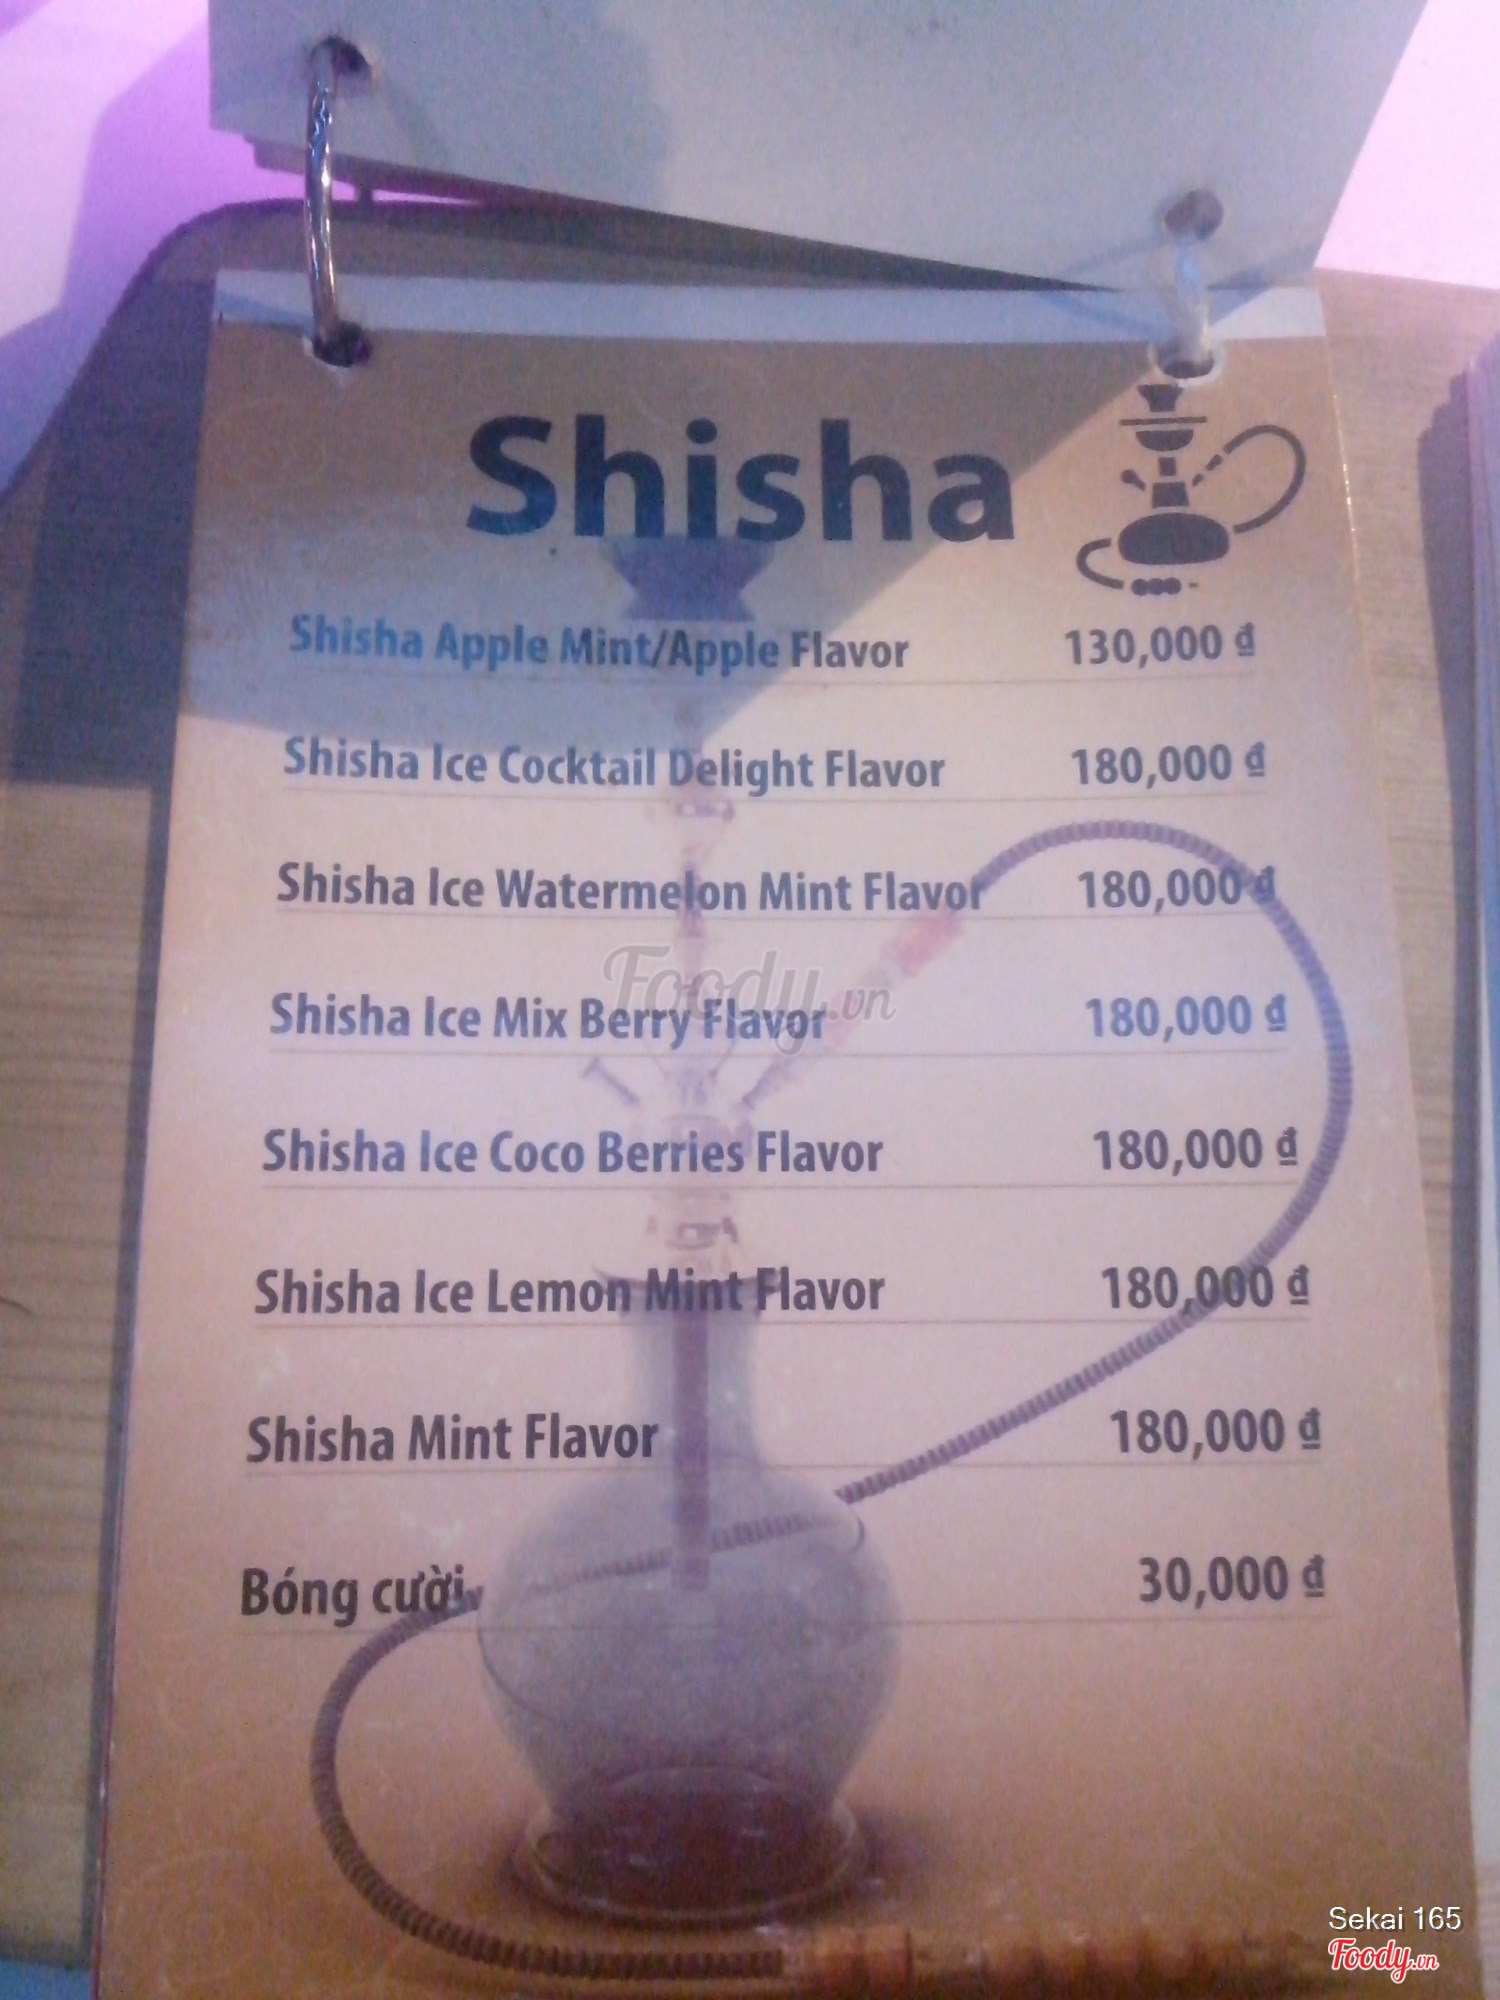 Shisha
Shisha Apple Mint/Apple Flavor 130,000 ₫
Shisha Ice Cocktail Delight Flavor 180,000 ₫
Shisha Ice Watermelon Mint Flavor 180,000 ₫
Foody.vn
Shisha Ice Mix Berry Flavor 180,000 ₫
Shisha Ice Coco Berries Flavor 180,000 ₫
Shisha Ice Lemon Mint Flavor 180,000 ₫
Shisha Mint Flavor 180,000 ₫
Bóng cười 30,000 ₫
Sekai 165
Foody.vn